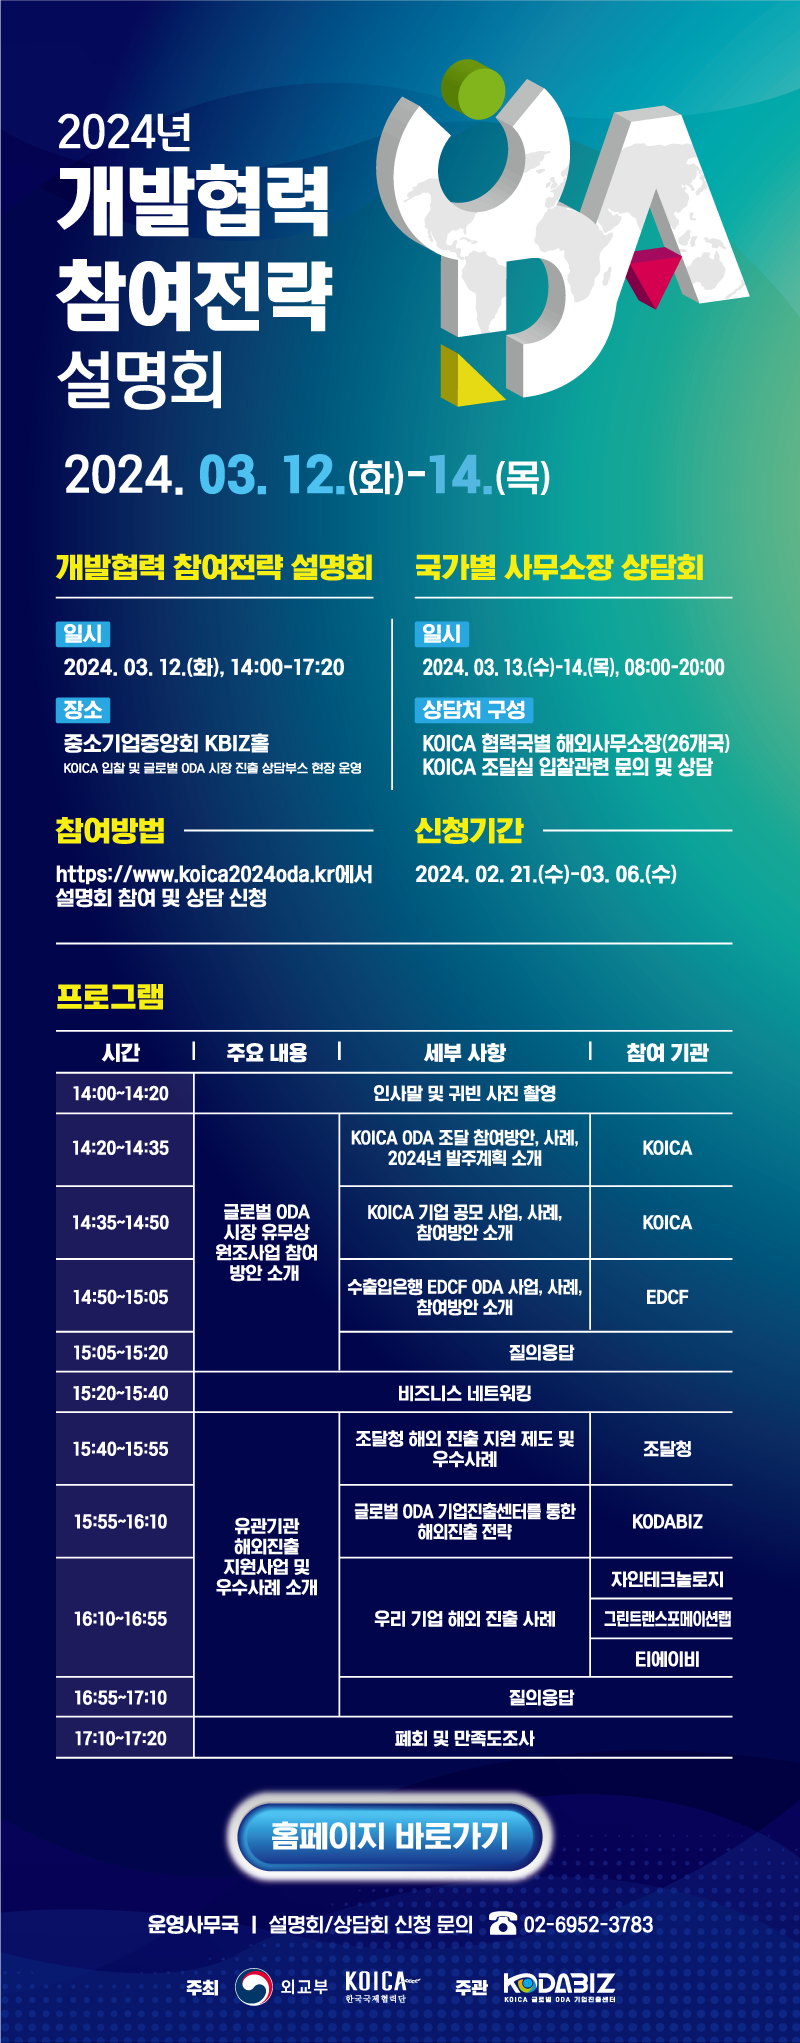 2024년
개발협력
참여전략
설명회
ODA
2024. 03. 12.(화)-14.(목)
개발협력 참여전략 설명회
일시
2024. 03. 12.(화), 14:00-17:20
장소
중소기업중앙회 KBIZ홀
KOICA 입찰 및 글로벌 ODA 시장 진출 상담부스 현장 운영
국가별 사무소장 상담회
일시
2024. 03. 13.(수)-14.(목), 08:00-20:00
상담처 구성
KOICA 협력국별 해외사무소장(26개국)
KOICA 조달실 입찰관련 문의 및 상담
참여방법
https://www.koica2024oda.kr에서
설명회 참여 및 상담 신청
신청기간
2024. 02. 21.(수)-03. 06.(수)
프로그램
시간 | 주요 내용 | 세부 사항 | 참여 기관
14:00~14:20 인사말 및 귀빈 사진 촬영
글로벌 ODA
시장 유무상
원조사업 참여
방안 소개
14:20~14:35
KOICA ODA 조달 참여방안, 사례,
2024년 발주계획 소개
KOICA
14:35~14:50
KOICA 기업 공모 사업, 사례,
참여방안 소개
KOICA
14:50~15:05
수출입은행 EDCF ODA 사업, 사례,
참여방안 소개
EDCF
15:05~15:20 질의응답
15:20~15:40 비즈니스 네트워킹
유관기관
해외진출
지원사업 및
우수사례 소개
15:40~15:55
조달청 해외 진출 지원 제도 및
우수사례
조달청
15:55~16:10
글로벌 ODA 기업진출센터를 통한
해외진출 전략
KODABIZ
16:10~16:55
우리 기업 해외 진출 사례
자인테크놀로지
그린트랜스포메이션랩
티에이비
16:55~17:10 질의응답
17:10~17:20 폐회 및 만족도조사
홈페이지 바로가기
운영사무국 | 설명회/상담회 신청 문의 ☎ 02-6952-3783
주최 외교부 KOICA 한국국제협력단 주관 KODABIZ
KOICA 글로벌 ODA 기업진출센터